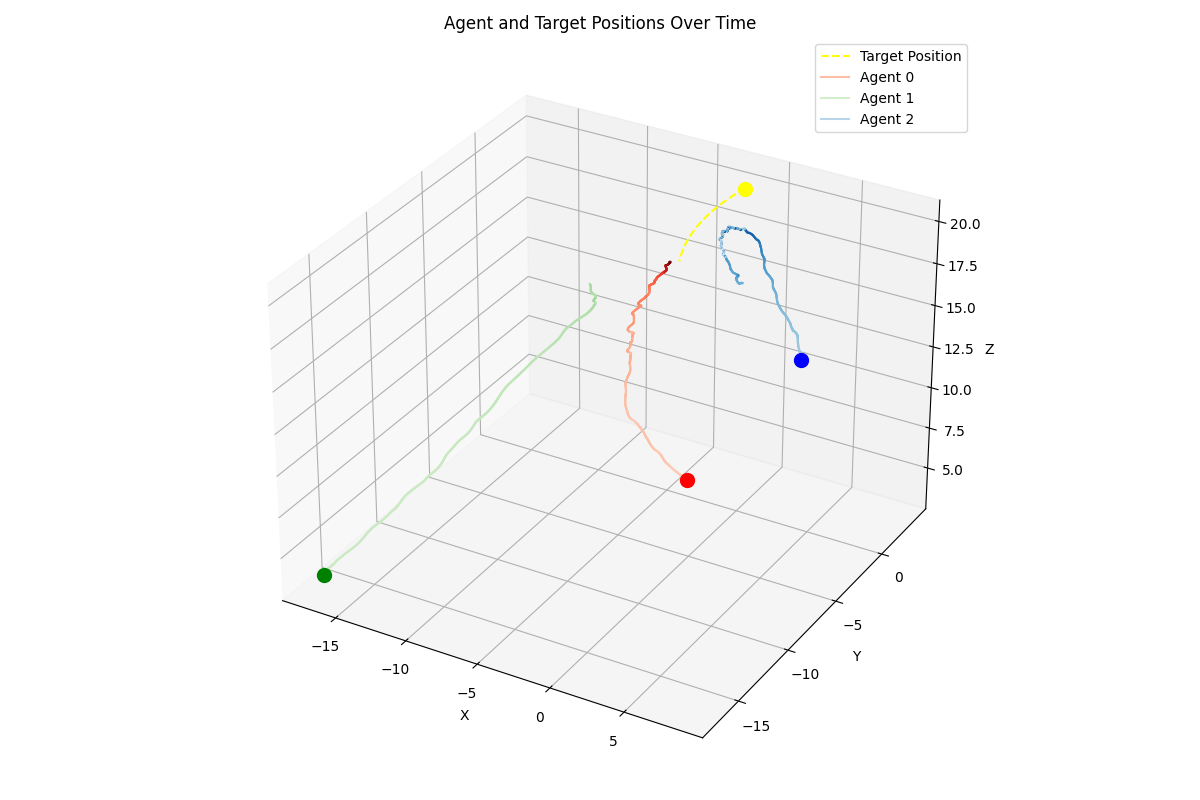 Agent and Target Positions Over Time
Target Position
Agent 0
Agent 1
Agent 2
20.0
17.5
15.0
12.5
Z
10.0
7.5
5.0
0
−5
Y
−10
−15
−15
−10
−5
X
0
5